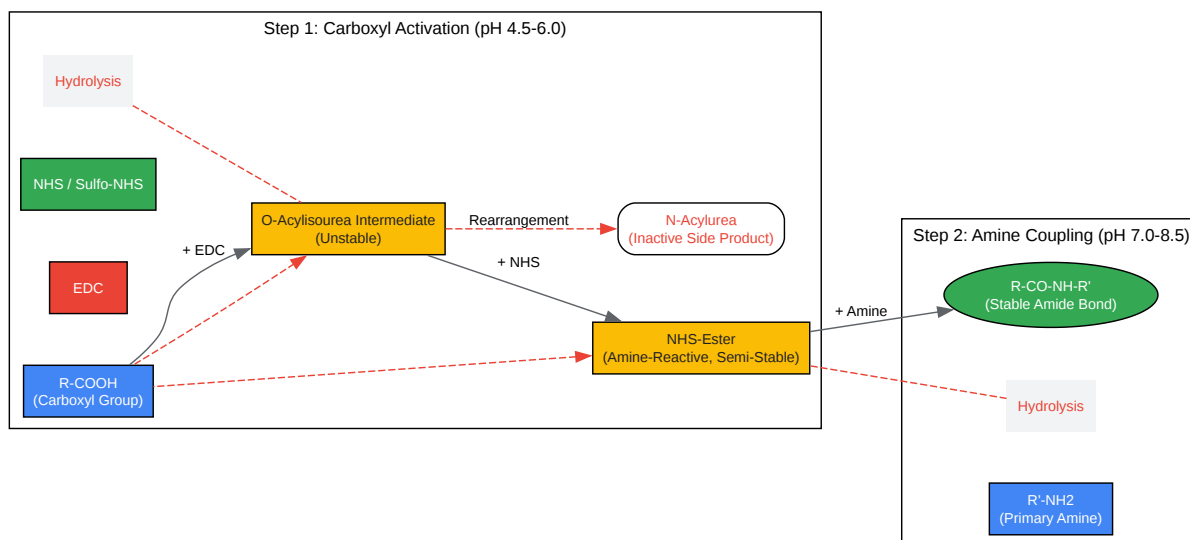 Step 1: Carboxyl Activation (pH 4.5-6.0)
Hydrolysis
NHS / Sulfo-NHS
O-Acylisourea Intermediate
(Unstable)
Rearrangement
N-Acylurea
(Inactive Side Product)
+ EDC
+ NHS
EDC
NHS-Ester
(Amine-Reactive, Semi-Stable)
R-COOH
(Carboxyl Group)
+ Amine
Step 2: Amine Coupling (pH 7.0-8.5)
R-CO-NH-R'
(Stable Amide Bond)
Hydrolysis
R'-NH2
(Primary Amine)